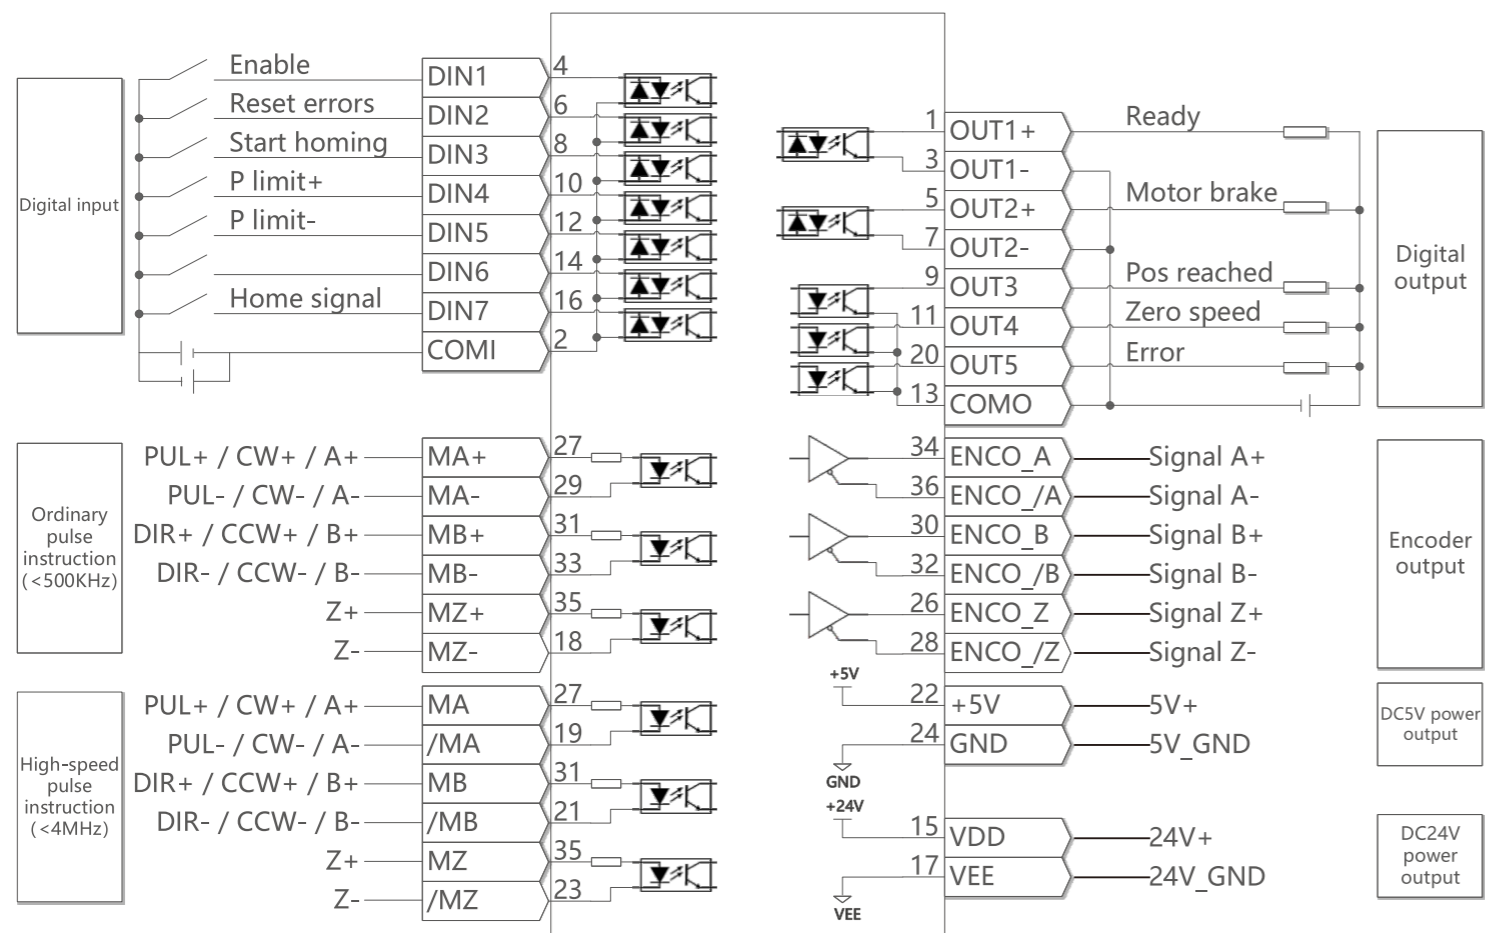 Digital input
Enable
DIN1
4
Reset errors
DIN2
6
Start homing
DIN3
8
P limit+
DIN4
10
P limit-
DIN5
12
DIN6
14
Home signal
DIN7
16
COMI
2
1
OUT1+
Ready
3
OUT1-
5
OUT2+
Motor brake
7
OUT2-
9
OUT3
Pos reached
11
OUT4
Zero speed
20
OUT5
Error
13
COMO
Digital
output
Ordinary
pulse
instruction
(<500KHz)
PUL+ / CW+ / A+
MA+
27
PUL- / CW- / A-
MA-
29
DIR+ / CCW+ / B+
MB+
31
DIR- / CCW- / B-
MB-
33
Z+
MZ+
35
Z-
MZ-
18
34
ENCO_A
Signal A+
36
ENCO_/A
Signal A-
30
ENCO_B
Signal B+
32
ENCO_/B
Signal B-
26
ENCO_Z
Signal Z+
28
ENCO_/Z
Signal Z-
Encoder
output
High-speed
pulse
instruction
(<4MHz)
PUL+ / CW+ / A+
MA
27
PUL- / CW- / A-
/MA
19
DIR+ / CCW+ / B+
MB
31
DIR- / CCW- / B-
/MB
21
Z+
MZ
35
Z-
/MZ
23
+5V
22
+5V
5V+
24
GND
5V_GND
GND
DC5V power
output
+24V
15
VDD
24V+
17
VEE
24V_GND
VEE
DC24V
power
output